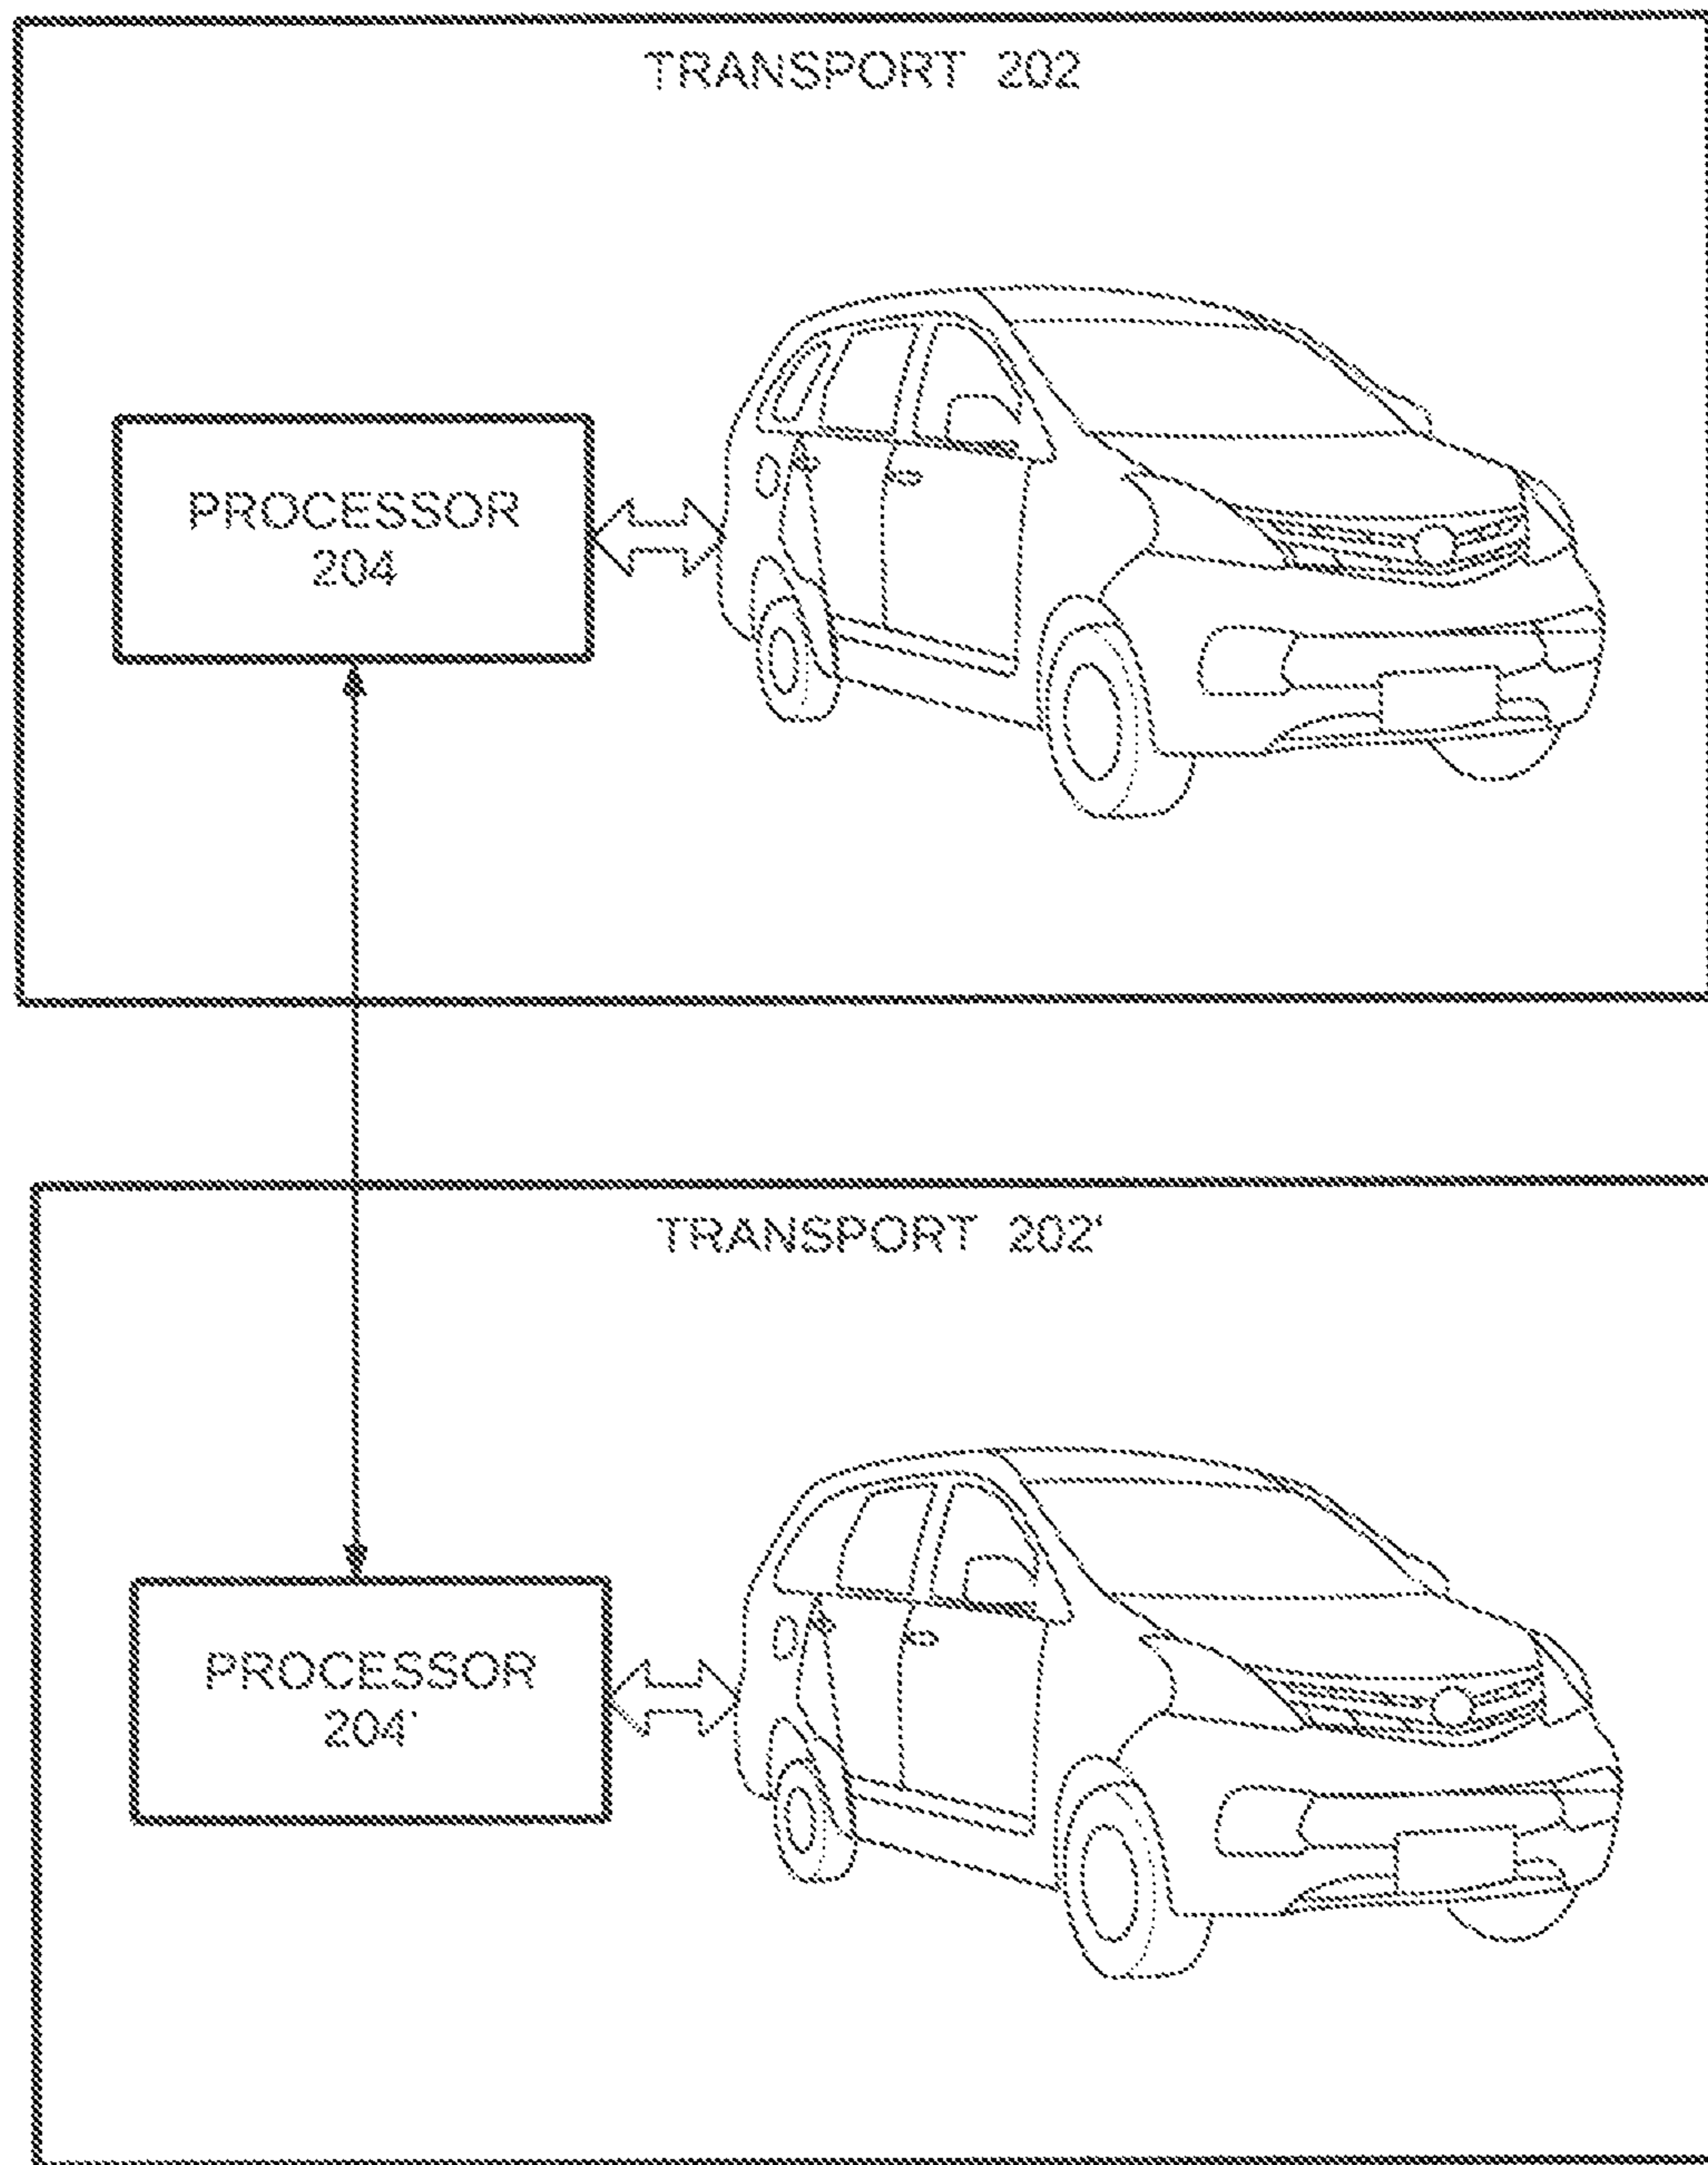 TRANSPORT 202
PROCESSOR
204
TRANSPORT 202'
PROCESSOR
204'